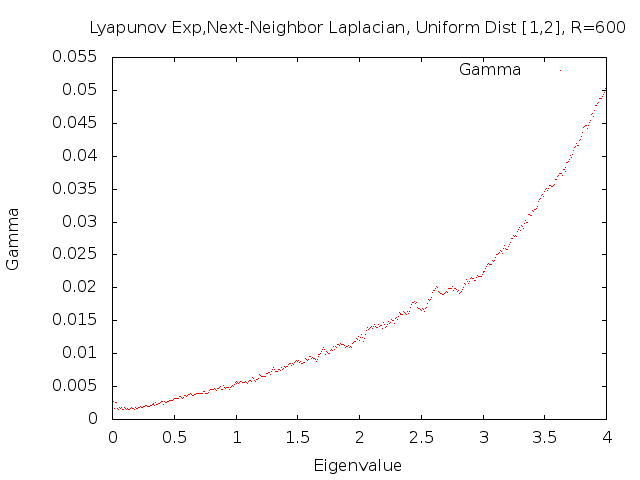 Lyapunov Exp,Next-Neighbor Laplacian, Uniform Dist [1,2], R=600
Gamma
0.055
0.05
0.045
0.04
0.035
0.03
0.025
0.02
0.015
0.01
0.005
0
Gamma
0 0.5 1 1.5 2 2.5 3 3.5 4
Eigenvalue